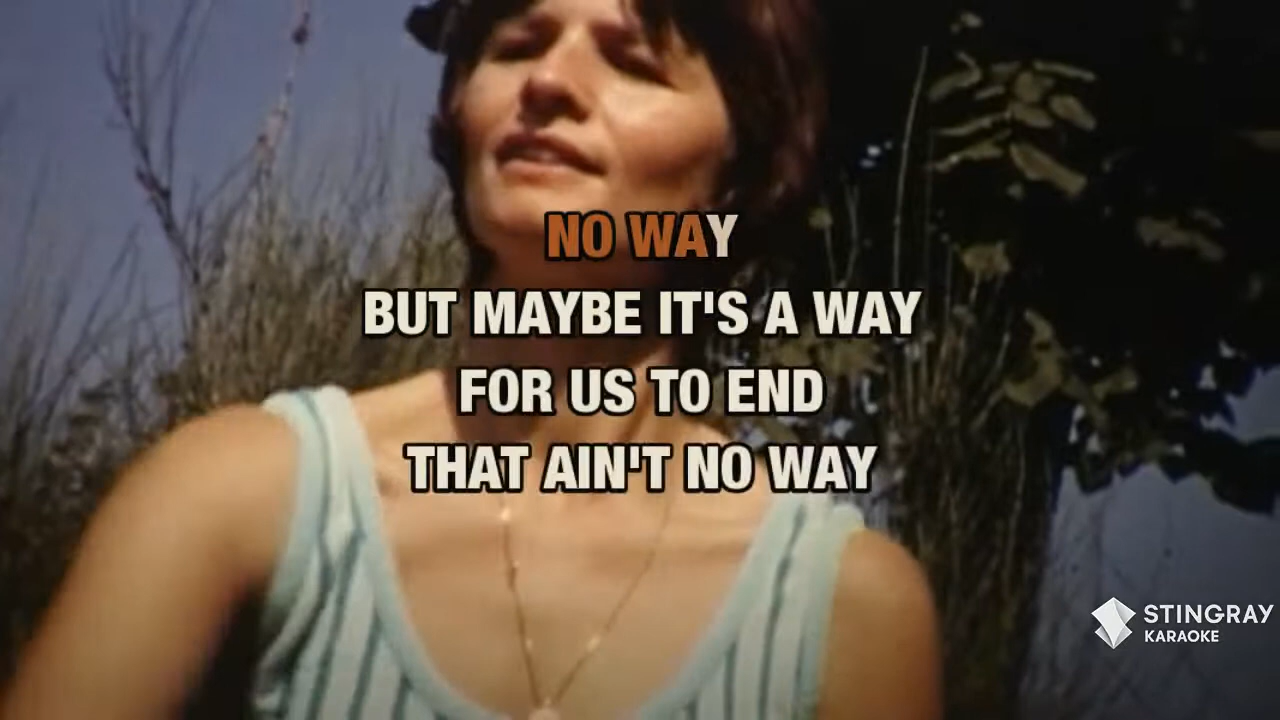 NO WAY
BUT MAYBE IT'S A WAY
FOR US TO END
THAT AIN'T NO WAY
STINGRAY
KARAOKE